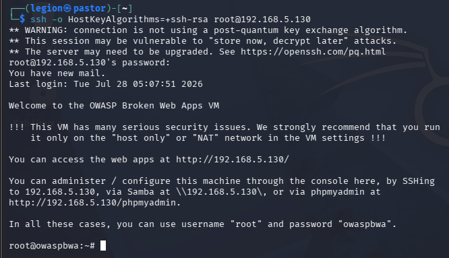 ┌──(legion㉿pastor)-[~]
└─$ ssh -o HostKeyAlgorithms=+ssh-rsa root@192.168.5.130
** WARNING: connection is not using a post-quantum key exchange algorithm.
** This session may be vulnerable to "store now, decrypt later" attacks.
** The server may need to be upgraded. See https://openssh.com/pq.html
root@192.168.5.130's password:
You have new mail.
Last login: Tue Jul 28 05:07:51 2026
Welcome to the OWASP Broken Web Apps VM
!!! This VM has many serious security issues. We strongly recommend that you run
it only on the "host only" or "NAT" network in the VM settings !!!
You can access the web apps at http://192.168.5.130/
You can administer / configure this machine through the console here, by SSHing
to 192.168.5.130, via Samba at \\192.168.5.130\, or via phpmyadmin at
http://192.168.5.130/phpmyadmin.
In all these cases, you can use username "root" and password "owaspbwa".
root@owaspbwa:~#